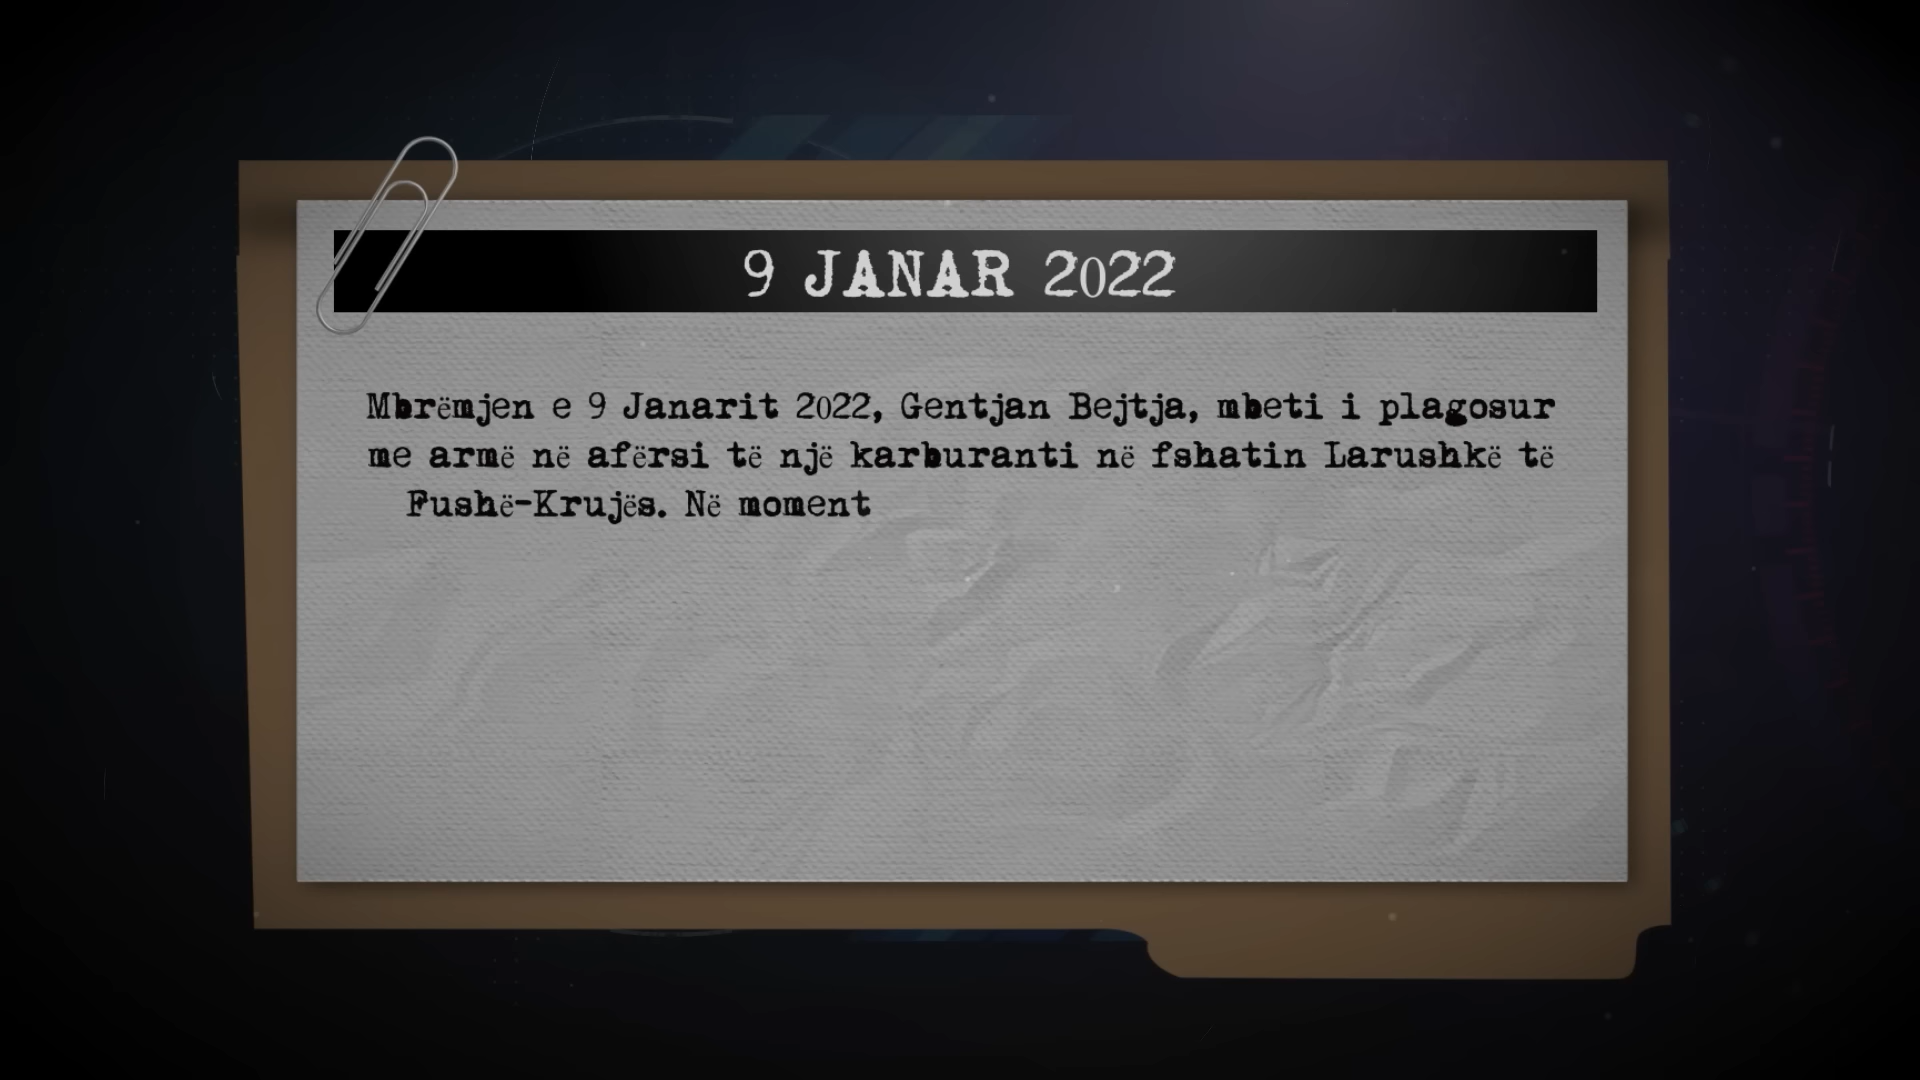 9 JANAR 2022
Mbrëmjen e 9 Janarit 2022, Gentjan Bejtja, mbeti i plagosur
me armë në afërsi të një karburanti në fshatin Larushkë të
Fushë-Krujës. Në moment